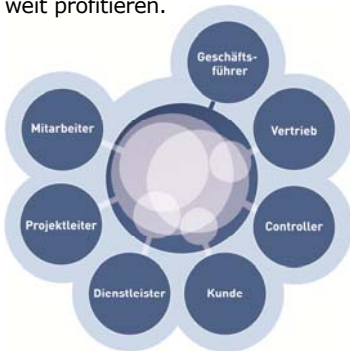 weit profitieren.
Geschäfts-
führer
Mitarbeiter
Vertrieb
Projektleiter
Controller
Dienstleister
Kunde